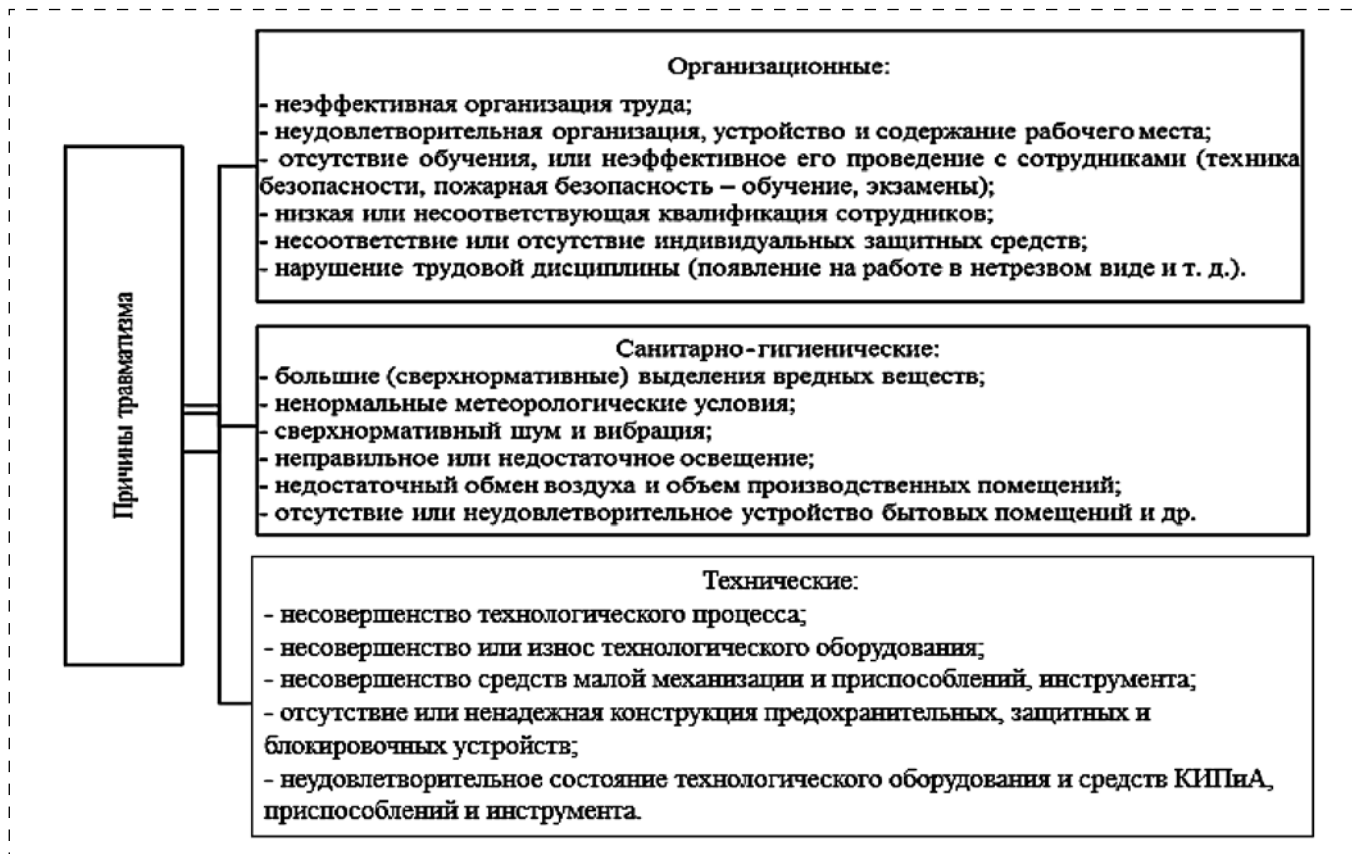 Причины травматизма
Организационные:
- неэффективная организация труда;
- неудовлетворительная организация, устройство и содержание рабочего места;
- отсутствие обучения, или неэффективное его проведение с сотрудниками (техника
безопасности, пожарная безопасность – обучение, экзамены);
- низкая или несоответствующая квалификация сотрудников;
- несоответствие или отсутствие индивидуальных защитных средств;
- нарушение трудовой дисциплины (появление на работе в нетрезвом виде и т. д.).
Санитарно-гигиенические:
- большие (сверхнормативные) выделения вредных веществ;
- ненормальные метеорологические условия;
- сверхнормативный шум и вибрация;
- неправильное или недостаточное освещение;
- недостаточный обмен воздуха и объем производственных помещений;
- отсутствие или неудовлетворительное устройство бытовых помещений и др.
Технические:
- несовершенство технологического процесса;
- несовершенство или износ технологического оборудования;
- несовершенство средств малой механизации и приспособлений, инструмента;
- отсутствие или ненадежная конструкция предохранительных, защитных и
блокировочных устройств;
- неудовлетворительное состояние технологического оборудования и средств КИПиА,
приспособлений и инструмента.